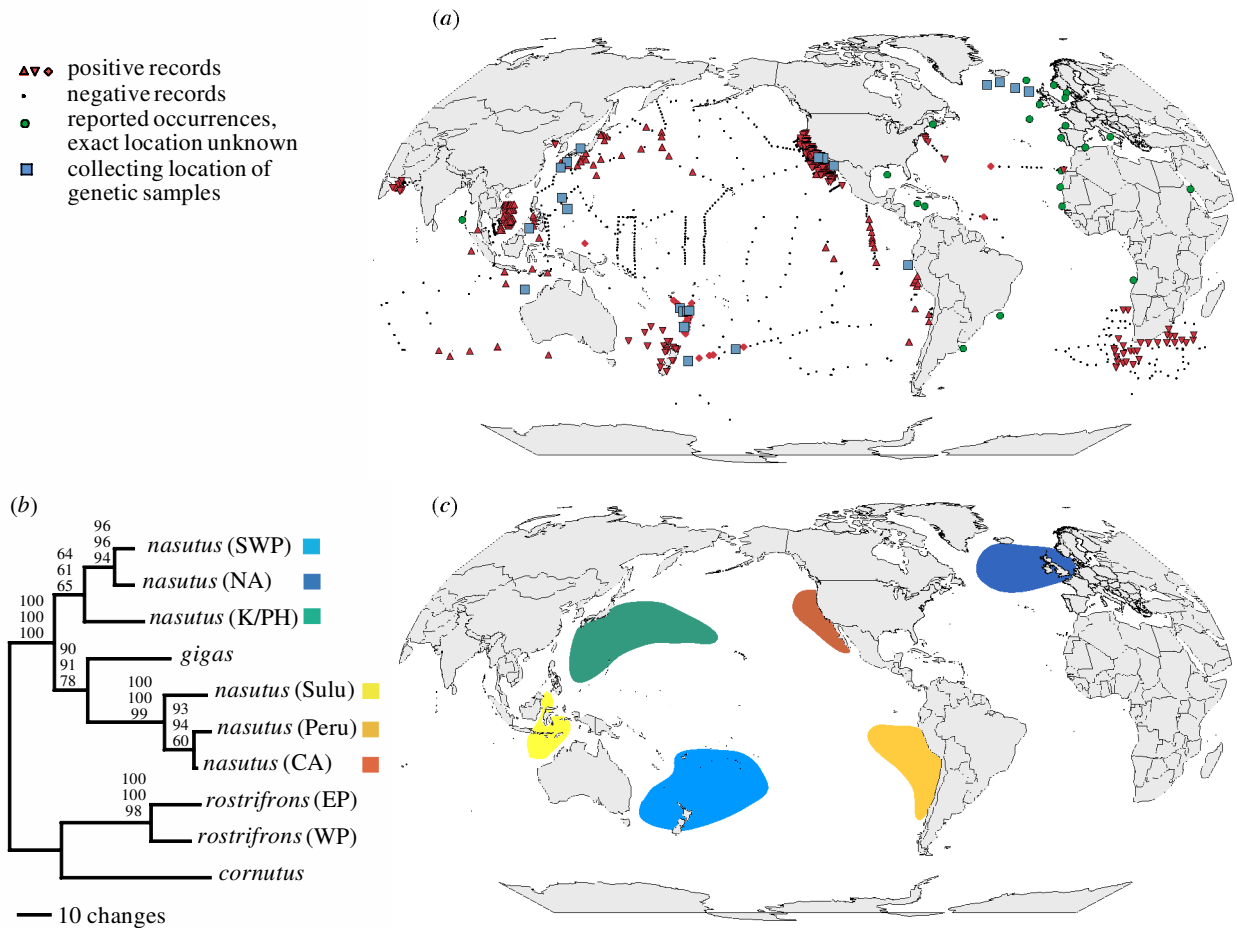 (a)
positive records
negative records
reported occurrences,
exact location unknown
collecting location of
genetic samples
(b)
96
96
94
nasutus (SWP)
64
61
65
nasutus (NA)
100
100
100
nasutus (K/PH)
90
91
78
gigas
100
100
99
nasutus (Sulu)
93
94
60
nasutus (Peru)
nasutus (CA)
100
100
98
rostrifrons (EP)
rostrifrons (WP)
cornutus
10 changes
(c)